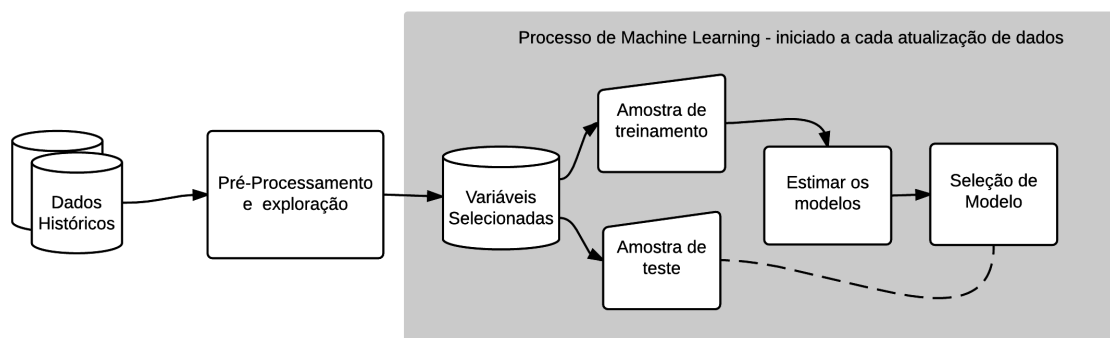 Processo de Machine Learning - iniciado a cada atualização de dados
Dados
Históricos
Pré-Processamento
e exploração
Variáveis
Selecionadas
Amostra de
treinamento
Amostra de
teste
Estimar os
modelos
Seleção de
Modelo